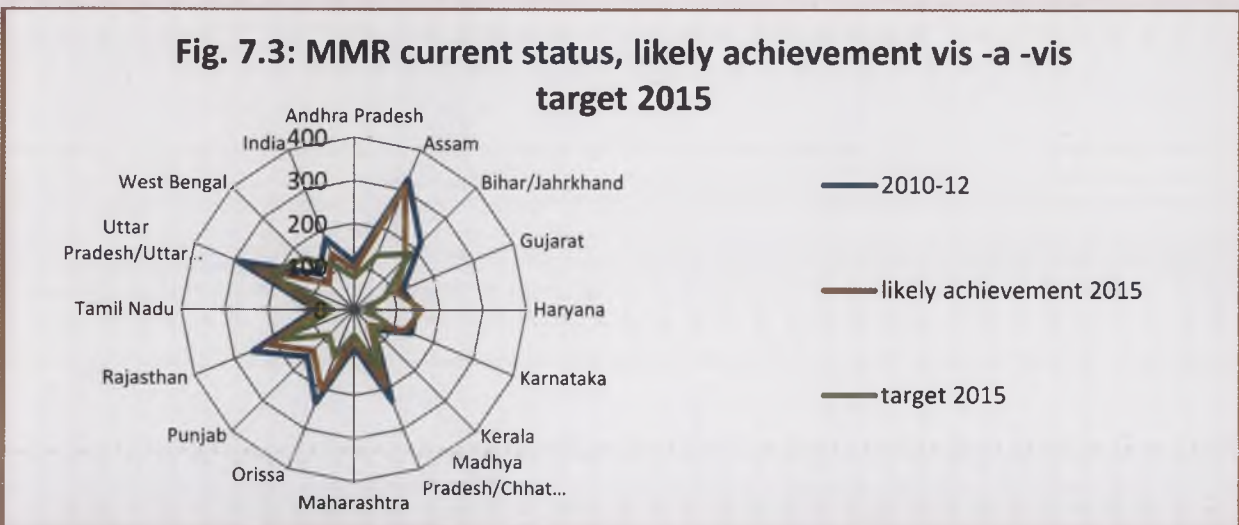 Fig. 7.3: MMR current status, likely achievement vis -a -vis
target 2015
Andhra Pradesh
Assam
Bihar/Jahrkhand
Gujarat
Haryana
Karnataka
Kerala
Madhya
Pradesh/Chhat...
Maharashtra
Orissa
Punjab
Rajasthan
Tamil Nadu
Uttar
Pradesh/Uttar...
West Bengal
India
400
300
200
100
0
2010-12
likely achievement 2015
target 2015